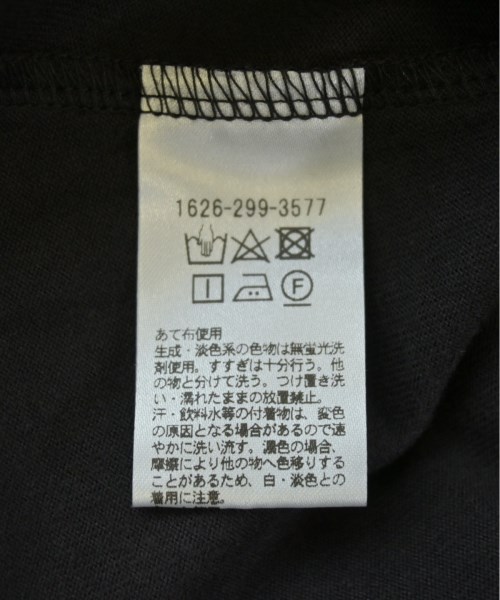 1626-299-3577
F
あて布使用
生成・淡色系の色物は無蛍光洗
剤使用。すすぎは十分行う。他
の物と分けて洗う。つけ置き洗
い・濡れたままの放置禁止。
汗・飲料水等の付着物は、変色
の原因となる場合があるので速
やかに洗い流す。濃色の場合、
摩擦により他の物へ色移りする
ことがあるため、白・淡色との
着用に注意。